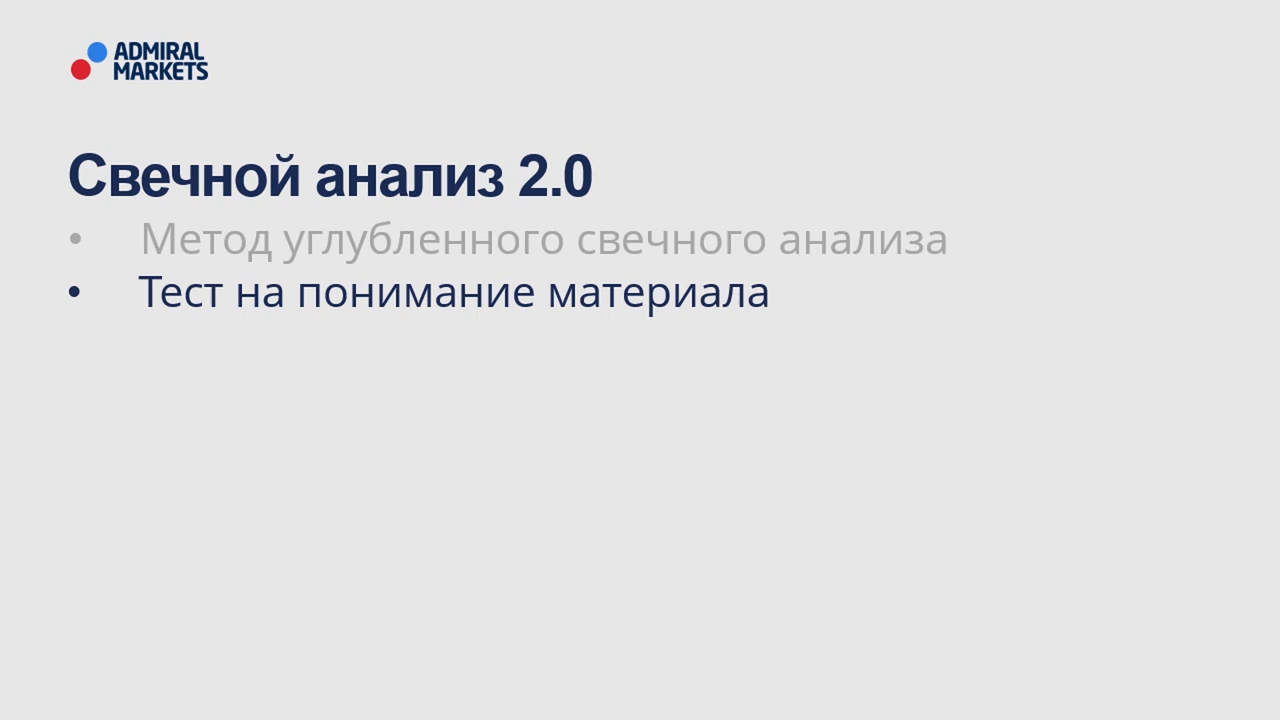 ADMIRAL
MARKETS
Свечной анализ 2.0
• Метод углубленного свечного анализа
• Тест на понимание материала